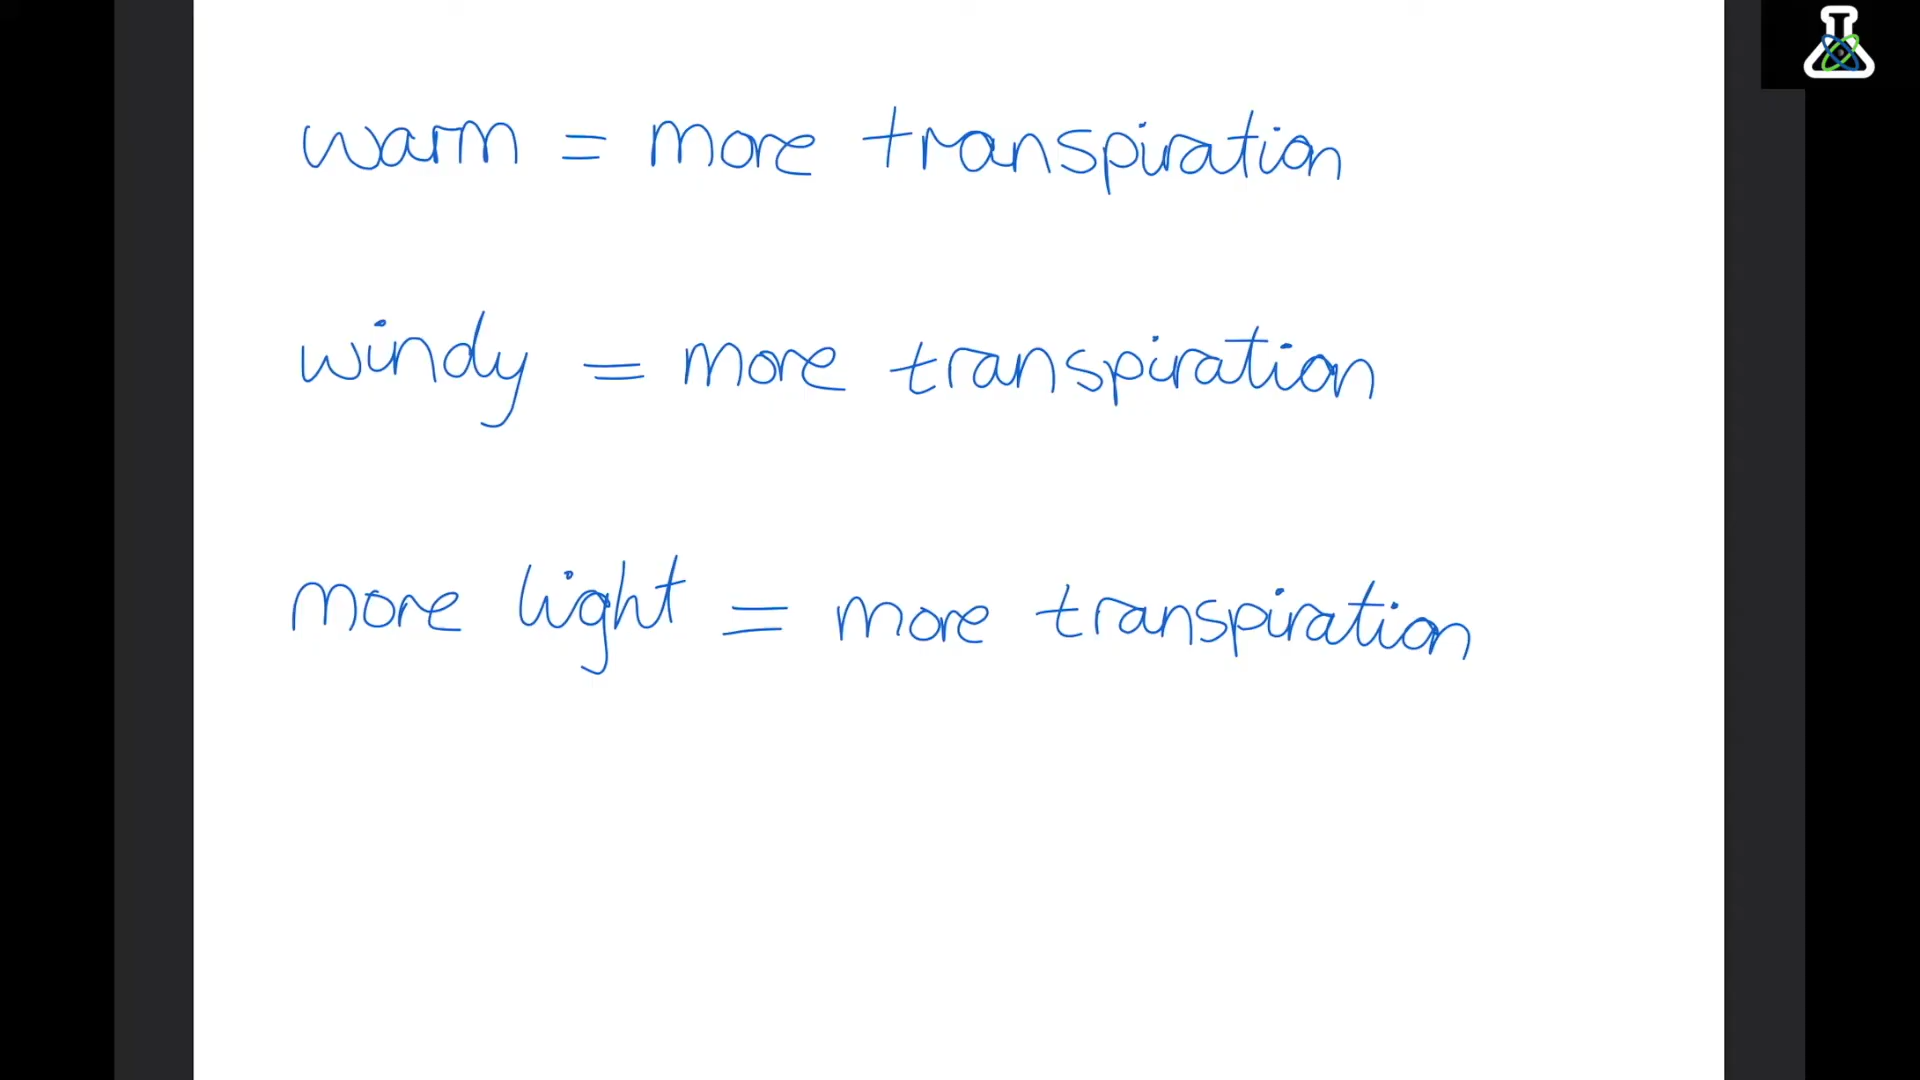 warm = more transpiration
windy = more transpiration
more light = more transpiration